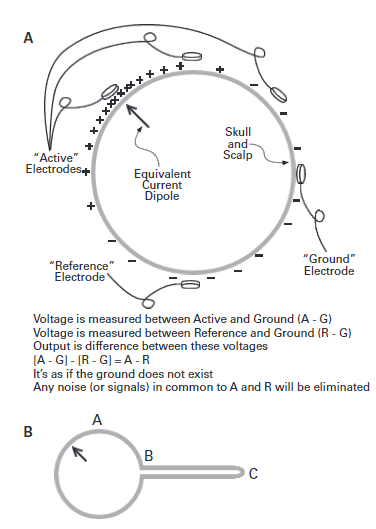 A
"Active"
Electrodes
Skull
and
Scalp
Equivalent
Current
Dipole
"Reference"
Electrode
"Ground"
Electrode
Voltage is measured between Active and Ground (A - G)
Voltage is measured between Reference and Ground (R - G)
Output is difference between these voltages
[A - G] - [R - G] = A - R
It's as if the ground does not exist
Any noise (or signals) in common to A and R will be eliminated
B
A
B
C